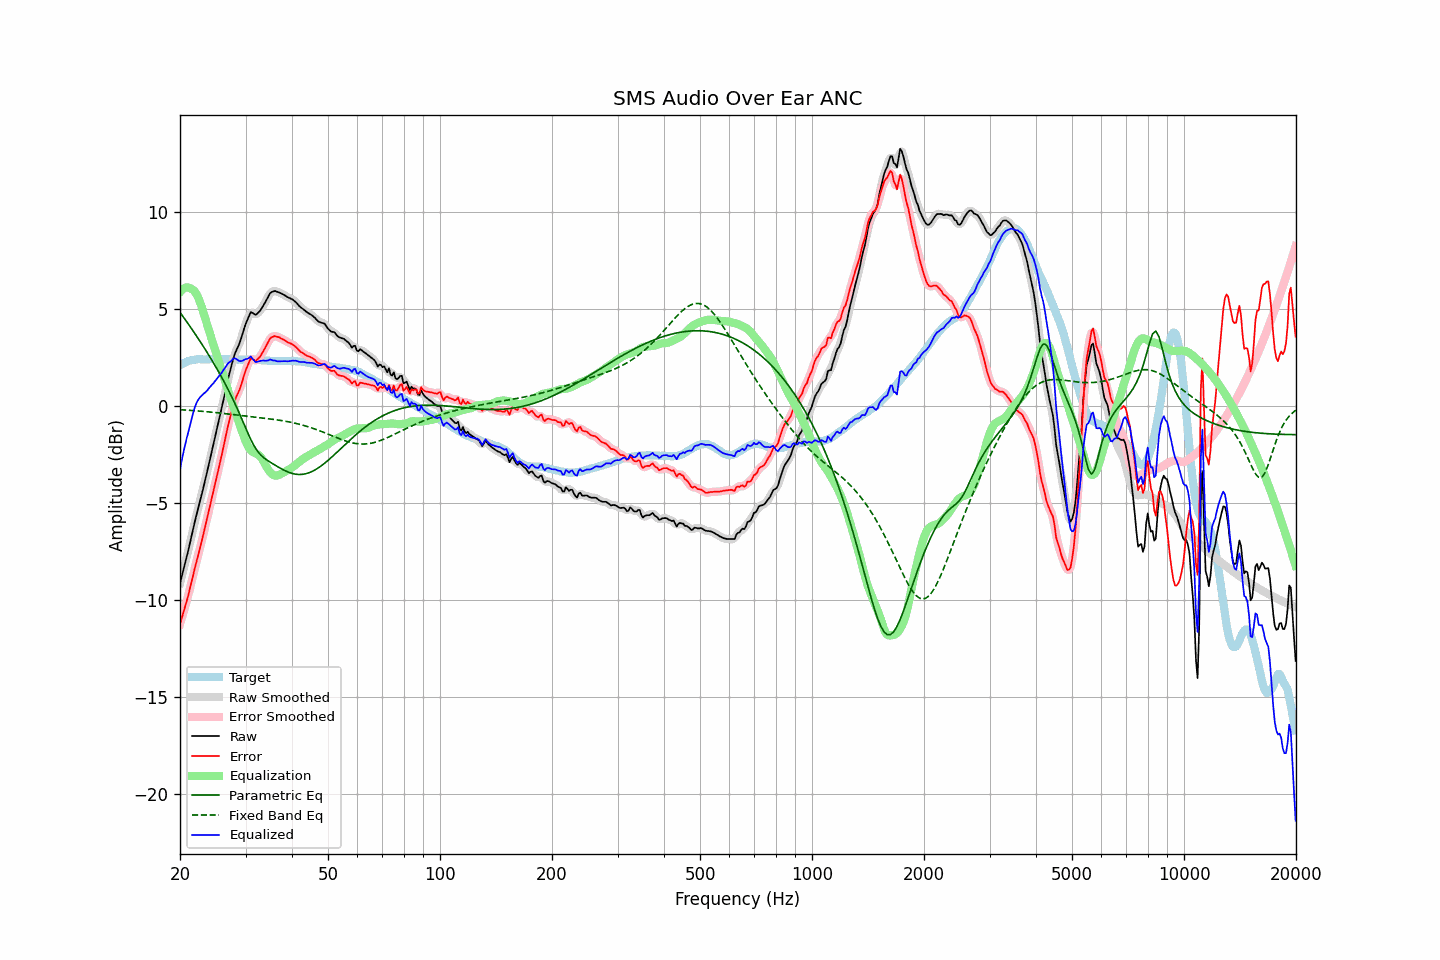 SMS Audio Over Ear ANC
10
5
0
−5
−10
−15
−20
Amplitude (dBr)
Target
Raw Smoothed
Error Smoothed
Raw
Error
Equalization
Parametric Eq
Fixed Band Eq
Equalized
20 50 100 200 500 1000 2000 5000 10000 20000
Frequency (Hz)